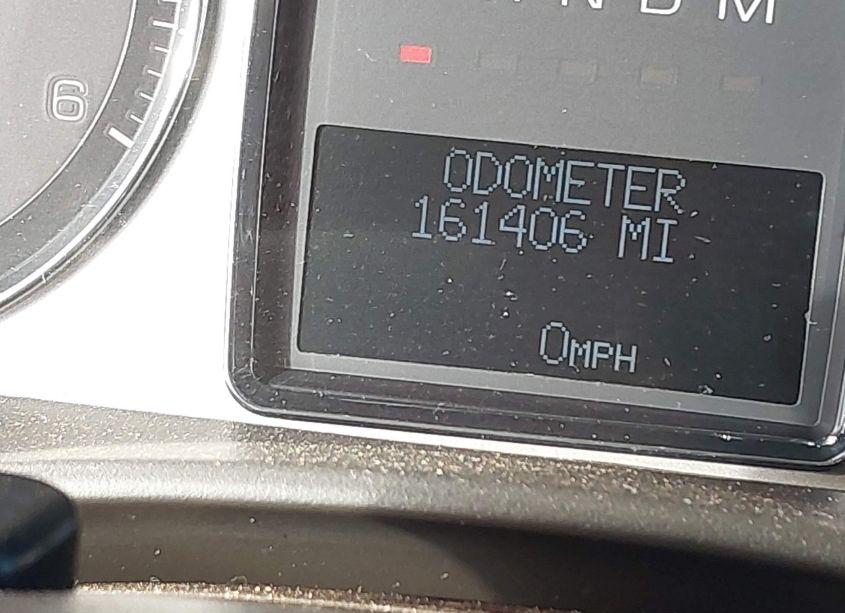 N D M
6
ODOMETER
161406 MI
0MPH